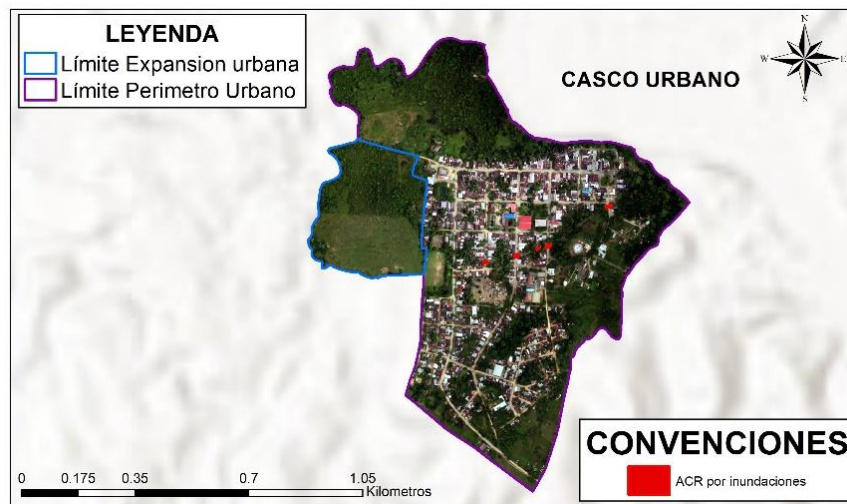 LEYENDA
Límite Expansion urbana
Límite Perimetro Urbano
CASCO URBANO
N
W
E
S
0 0.175 0.35 0.7 1.05
Kilometros
CONVENCIONES
ACR por inundaciones